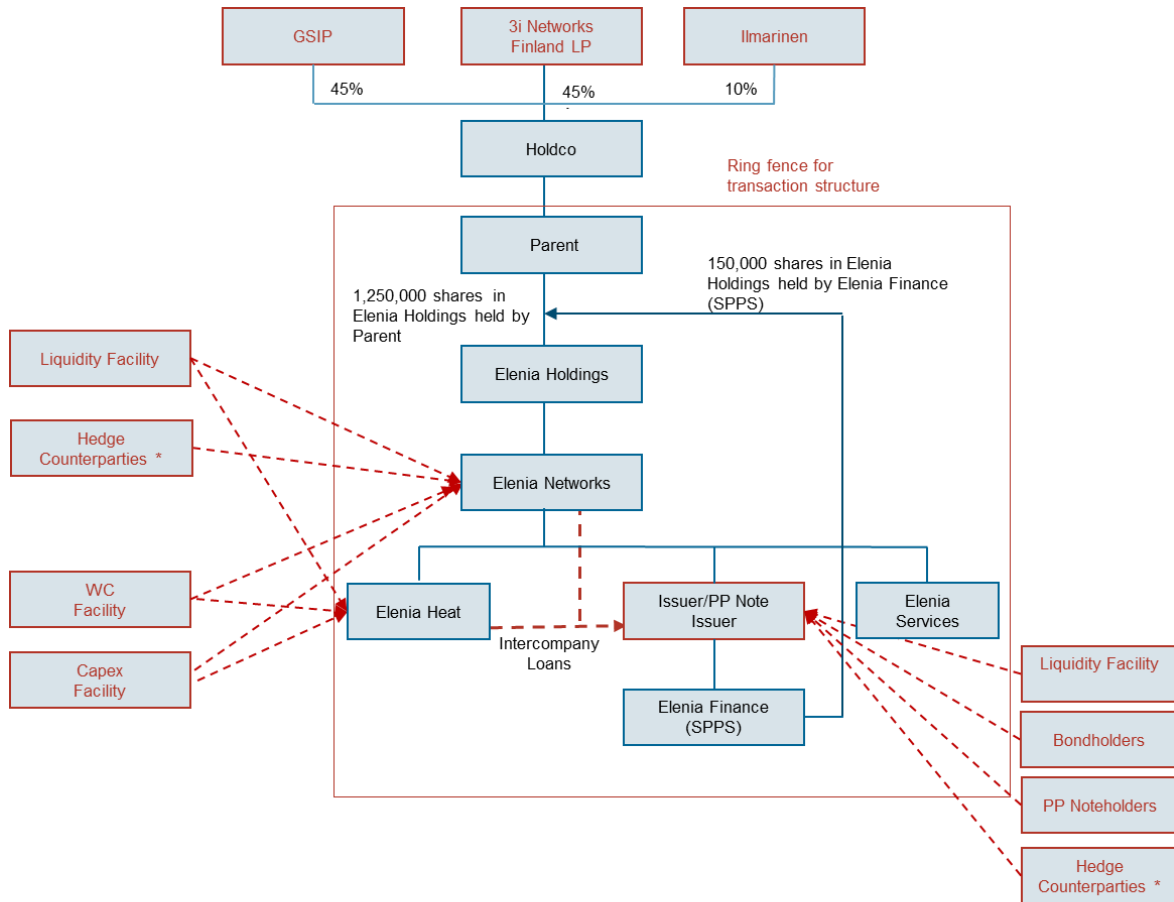 GSIP
3i Networks
Finland LP
Ilmarinen
45%
45%
10%
Holdco
Ring fence for
transaction structure
Parent
150,000 shares in Elenia
Holdings held by Elenia Finance
(SPPS)
1,250,000 shares in
Elenia Holdings held by
Parent
Liquidity Facility
Elenia Holdings
Hedge
Counterparties *
Elenia Networks
WC
Facility
Elenia Heat
Issuer/PP Note
Issuer
Elenia
Services
Intercompany
Loans
Capex
Facility
Liquidity Facility
Elenia Finance
(SPPS)
Bondholders
PP Noteholders
Hedge
Counterparties *